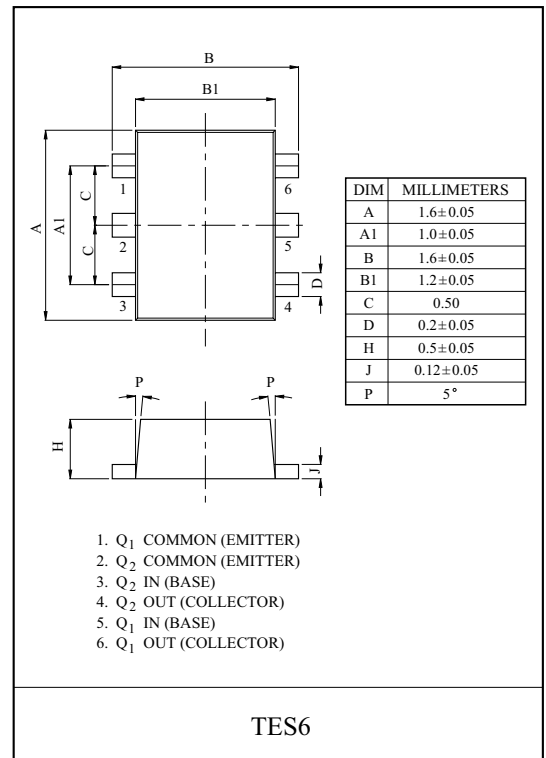 B
B1
A
A1
C
C
1
2
3
6
5
4
D
DIM MILLIMETERS
A 1.6±0.05
A1 1.0±0.05
B 1.6±0.05
B1 1.2±0.05
C 0.50
D 0.2±0.05
H 0.5±0.05
J 0.12±0.05
P 5°
P
P
H
J
1. Q1 COMMON (EMITTER)
2. Q2 COMMON (EMITTER)
3. Q2 IN (BASE)
4. Q2 OUT (COLLECTOR)
5. Q1 IN (BASE)
6. Q1 OUT (COLLECTOR)
TES6